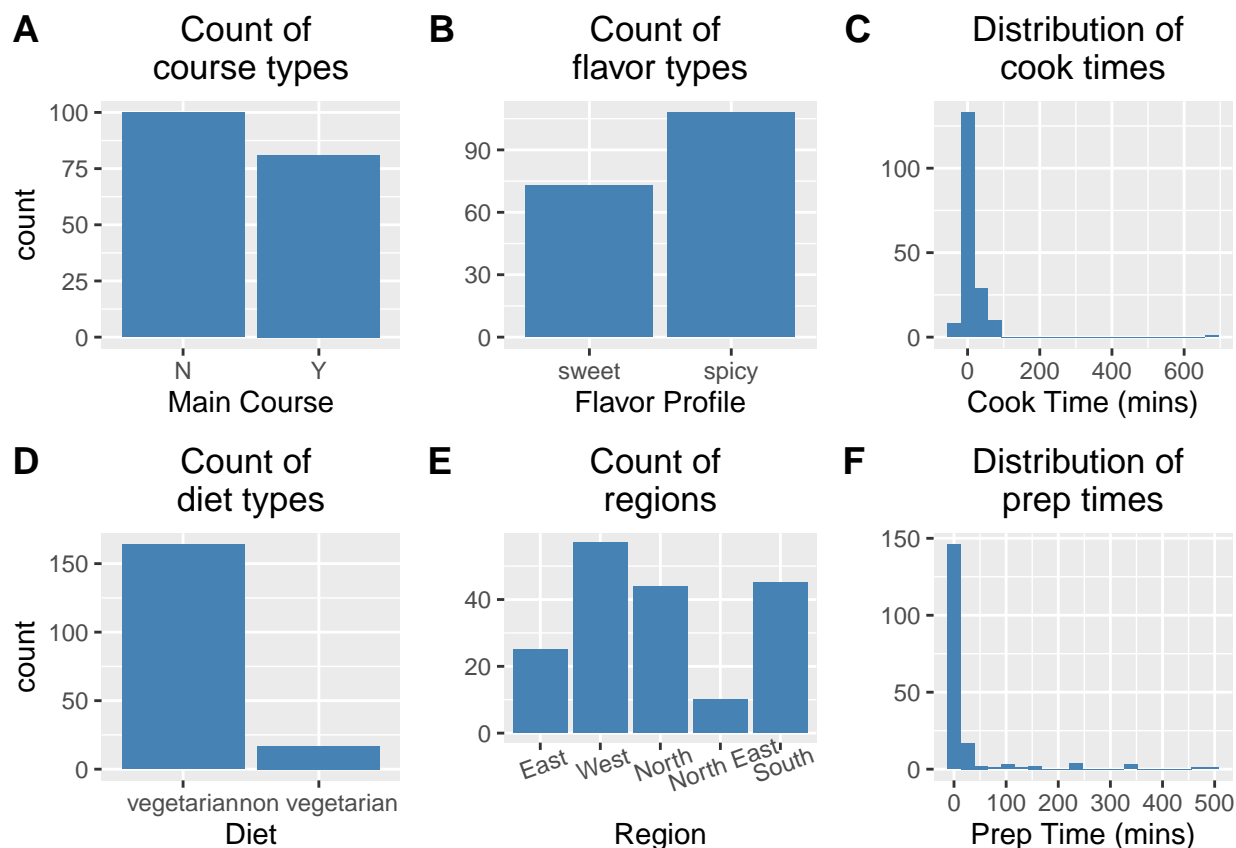 A
Count of
course types
100
75
50
25
0
count
N
Y
Main Course
B
Count of
flavor types
90
60
30
0
sweet
spicy
Flavor Profile
C
Distribution of
cook times
100
50
0
0
200
400
600
Cook Time (mins)
D
Count of
diet types
150
100
50
0
count
vegetarian
non vegetarian
Diet
E
Count of
regions
40
20
0
East
West
North
North East
South
Region
F
Distribution of
prep times
150
100
50
0
0
100
200
300
400
500
Prep Time (mins)